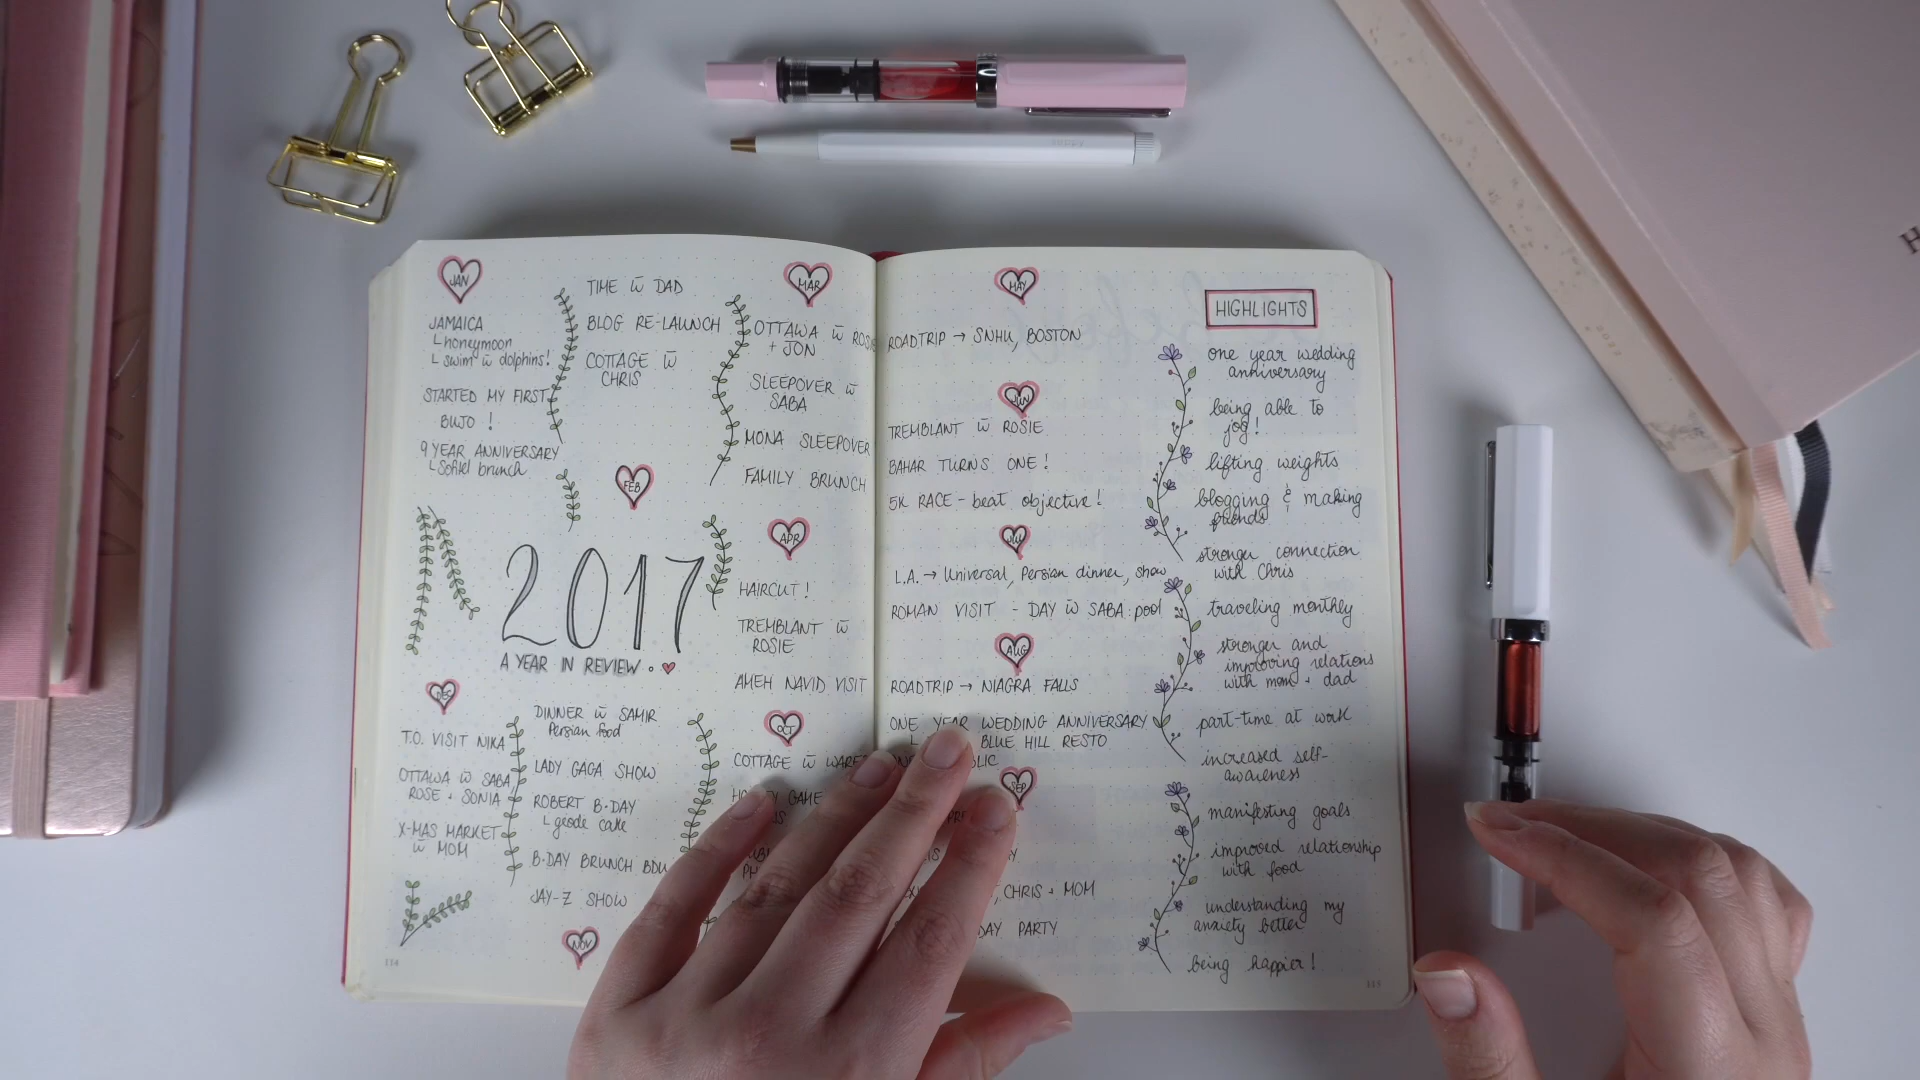 JAN
JAMAICA
└ honeymoon
└ swim w̄ dolphins!
STARTED MY FIRST
BUJO !
9 YEAR ANNIVERSARY
└ Sofitel brunch
TIME w̄ DAD
BLOG RE-LAUNCH
COTTAGE w̄
CHRIS
FEB
MAR
OTTAWA w̄ ROSIE
+ JON
SLEEPOVER w̄
SABA
MONA SLEEPOVER
FAMILY BRUNCH
APR
HAIRCUT !
TREMBLANT w̄
ROSIE
AMEH NAVID VISIT
2017
A YEAR IN REVIEW
DEC
T.O. VISIT NIKA
OTTAWA w̄ SABA,
ROSE + SONIA
X-MAS MARKET
w̄ MOM
DINNER w̄ SAMIR
Persian food
LADY GAGA SHOW
ROBERT B-DAY
└ geode cake
B-DAY BRUNCH
JAY-Z SHOW
NOV
OCT
COTTAGE w̄
GAME
114
MAY
ROADTRIP → SNHU, BOSTON
JUN
TREMBLANT w̄ ROSIE
BAHAR TURNS ONE !
5K RACE - beat objective !
JUL
L.A. → Universal, Persian dinner, show
ROMAN VISIT - DAY w̄ SABA: pool
AUG
ROADTRIP → NIAGRA FALLS
ONE YEAR WEDDING ANNIVERSARY
└ BLUE HILL RESTO
SEP
CHRIS + MOM
PARTY
HIGHLIGHTS
one year wedding
anniversary
being able to
jog !
lifting weights
blogging & making
friends
stronger connection
with Chris
traveling monthly
stronger and
improving relations
with mom + dad
part-time at work
increased self-
awareness
manifesting goals
improved relationship
with food
understanding my
anxiety better
being happier !
115